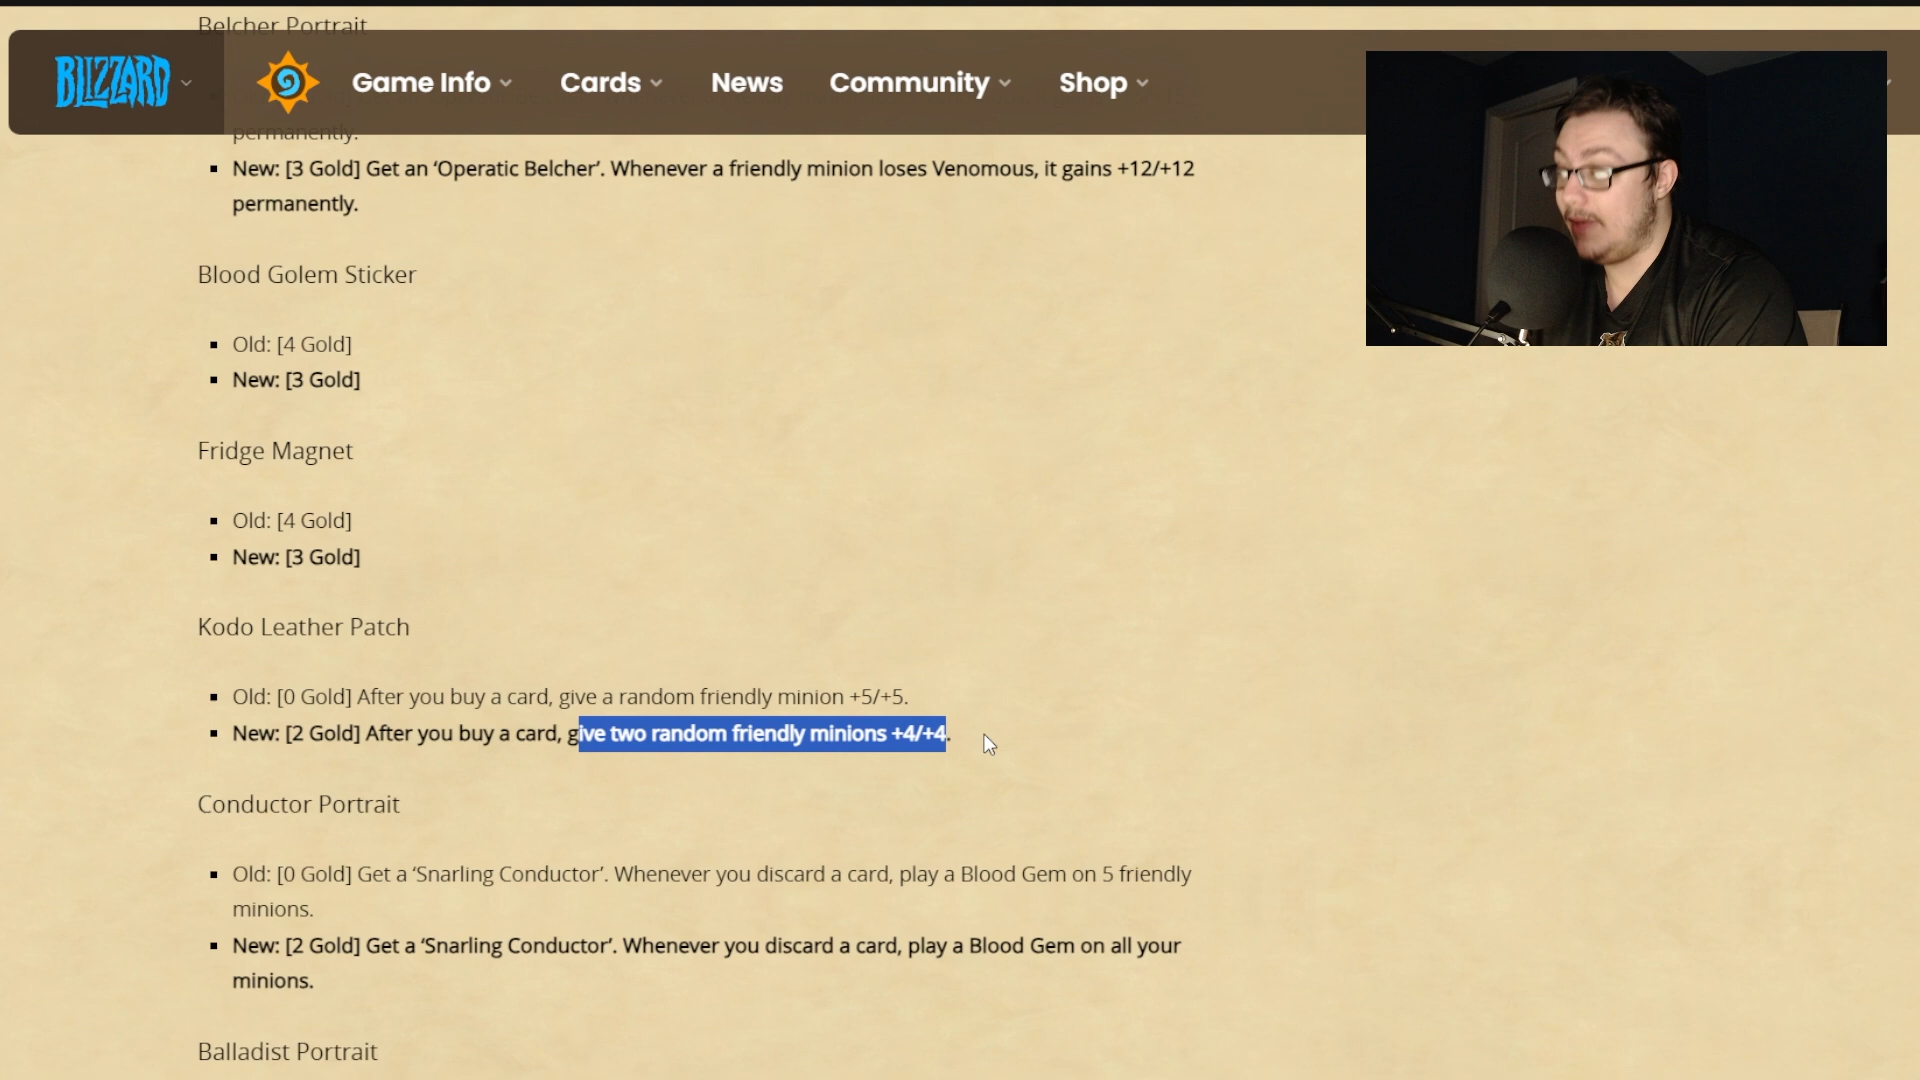 Belcher Portrait
BLIZZARD
Game Info
Cards
News
Community
Shop
permanently.
▪ New: [3 Gold] Get an ‘Operatic Belcher’. Whenever a friendly minion loses Venomous, it gains +12/+12
permanently.
Blood Golem Sticker
▪ Old: [4 Gold]
▪ New: [3 Gold]
Fridge Magnet
▪ Old: [4 Gold]
▪ New: [3 Gold]
Kodo Leather Patch
▪ Old: [0 Gold] After you buy a card, give a random friendly minion +5/+5.
▪ New: [2 Gold] After you buy a card, give two random friendly minions +4/+4.
Conductor Portrait
▪ Old: [0 Gold] Get a ‘Snarling Conductor’. Whenever you discard a card, play a Blood Gem on 5 friendly
minions.
▪ New: [2 Gold] Get a ‘Snarling Conductor’. Whenever you discard a card, play a Blood Gem on all your
minions.
Balladist Portrait